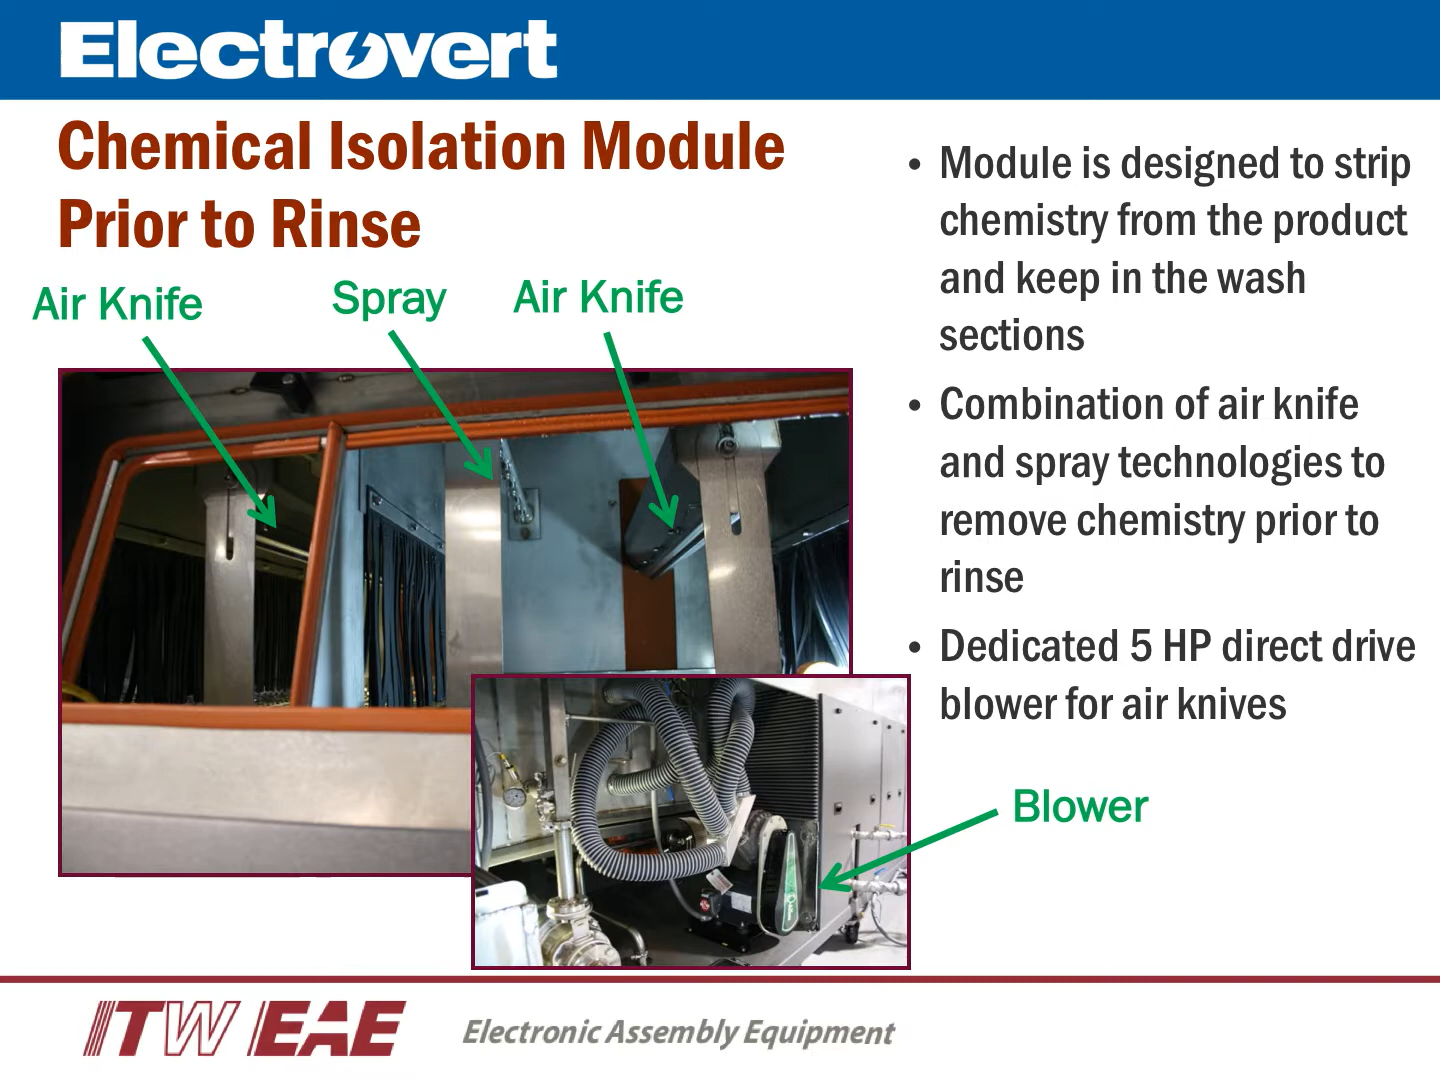 Electrovert
Chemical Isolation Module
Prior to Rinse
Air Knife
Spray
Air Knife
• Module is designed to strip
chemistry from the product
and keep in the wash
sections
• Combination of air knife
and spray technologies to
remove chemistry prior to
rinse
• Dedicated 5 HP direct drive
blower for air knives
Blower
ITW EAE
Electronic Assembly Equipment